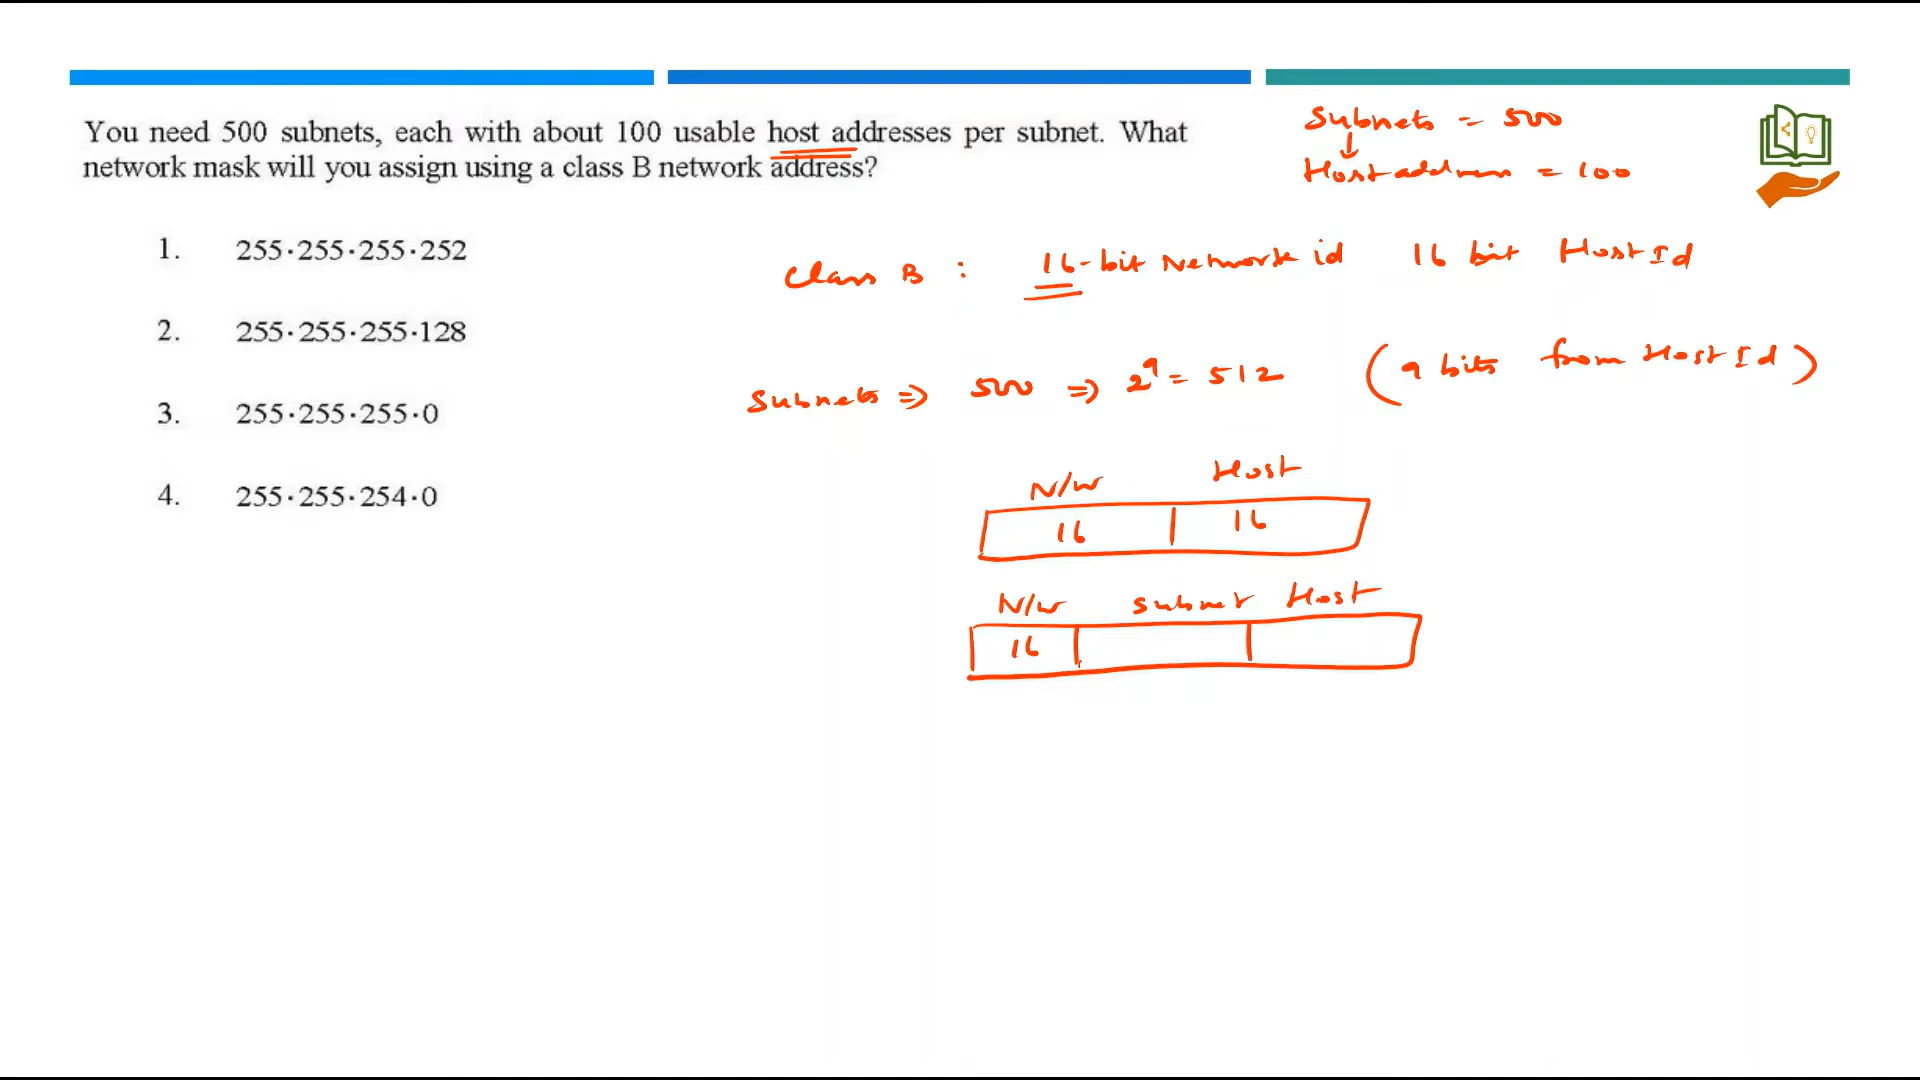 You need 500 subnets, each with about 100 usable host addresses per subnet. What
network mask will you assign using a class B network address?
1. 255·255·255·252
2. 255·255·255·128
3. 255·255·255·0
4. 255·255·254·0
Subnets = 500
Host address = 100
Class B : 16-bit Network id 16 bit Host Id
Subnets ⇒ 500 ⇒ 2⁹ = 512 (9 bits from Host Id)
N/W Host
16 16
N/W Subnet Host
16